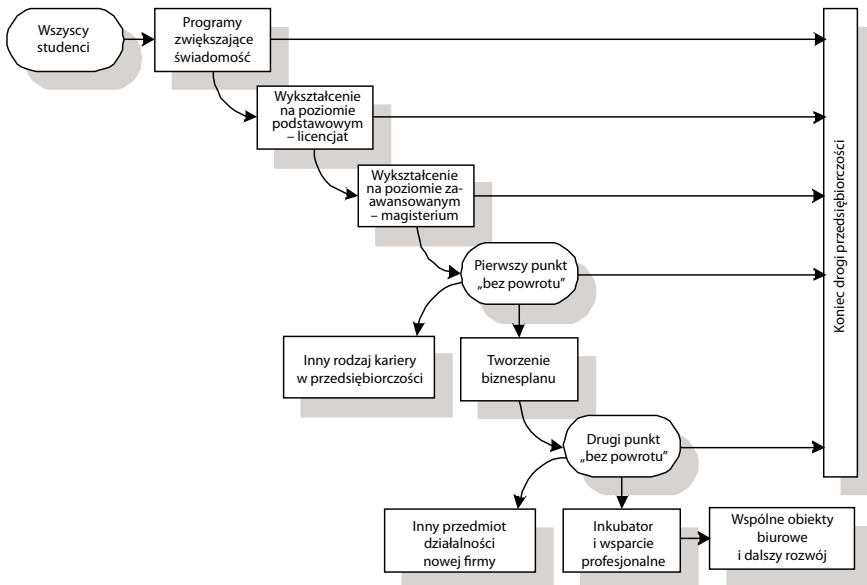 Wszyscy
studenci
Programy
zwiększające
świadomość
Wykształcenie
na poziomie
podstawowym
– licencjat
Wykształcenie
na poziomie za-
awansowanym
– magisterium
Pierwszy punkt
„bez powrotu”
Inny rodzaj kariery
w przedsiębiorczości
Tworzenie
biznesplanu
Drugi punkt
„bez powrotu”
Inny przedmiot
działalności
nowej firmy
Inkubator
i wsparcie
profesjonalne
Wspólne obiekty
biurowe
i dalszy rozwój
Koniec drogi przedsiębiorczości